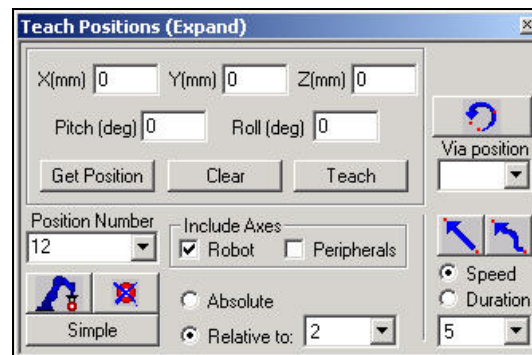 Teach Positions (Expand)
X(mm) 0 Y(mm) 0 Z(mm) 0
Pitch (deg) 0 Roll (deg) 0
Get Position Clear Teach
Via position
Position Number
12
Include Axes
Robot Peripherals
Simple
Absolute
Relative to: 2
Speed
Duration
5